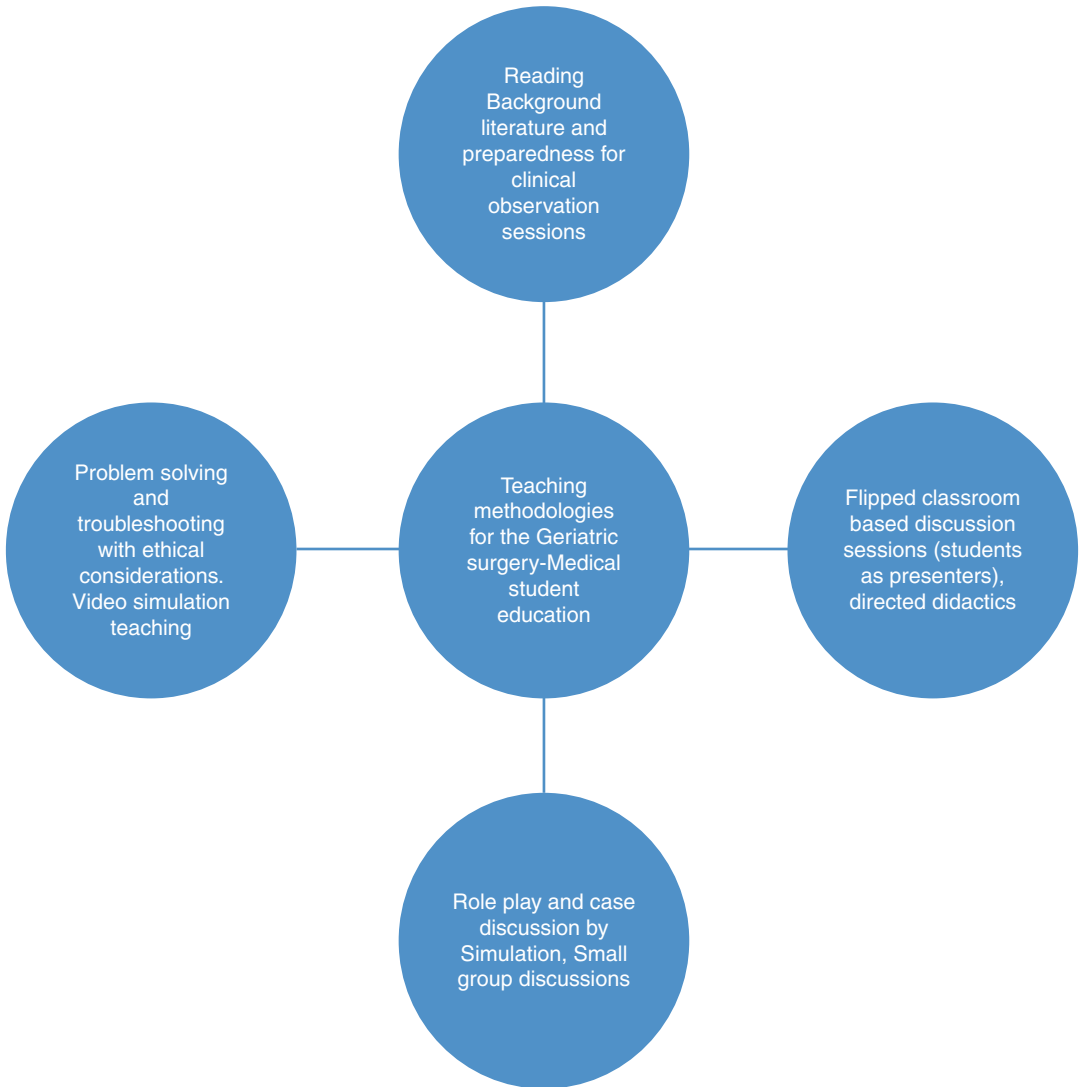 Reading
Background
literature and
preparedness for
clinical
observation
sessions
Problem solving
and
troubleshooting
with ethical
considerations.
Video simulation
teaching
Teaching
methodologies
for the Geriatric
surgery-Medical
student
education
Flipped classroom
based discussion
sessions (students
as presenters),
directed didactics
Role play and case
discussion by
Simulation, Small
group discussions